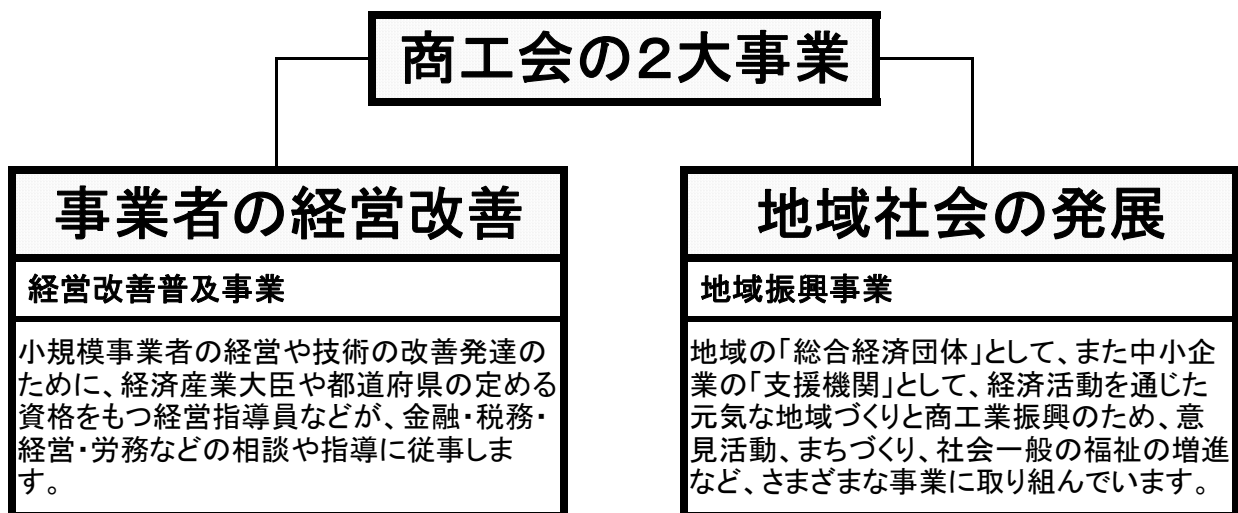 商工会の２大事業
事業者の経営改善
経営改善普及事業
小規模事業者の経営や技術の改善発達の
ために、経済産業大臣や都道府県の定める
資格をもつ経営指導員などが、金融・税務・
経営・労務などの相談や指導に従事しま
す。
地域社会の発展
地域振興事業
地域の「総合経済団体」として、また中小企
業の「支援機関」として、経済活動を通じた
元気な地域づくりと商工業振興のため、意
見活動、まちづくり、社会一般の福祉の増進
など、さまざまな事業に取り組んでいます。